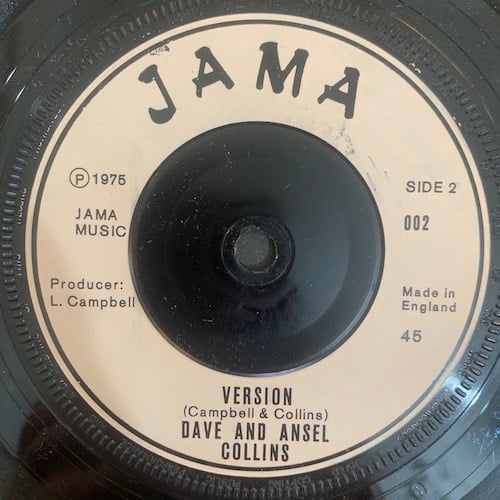 JAMA
Ⓟ 1975
JAMA
MUSIC
Producer:
L. Campbell
SIDE 2
002
Made in
England
45
VERSION
(Campbell & Collins)
DAVE AND ANSEL
COLLINS